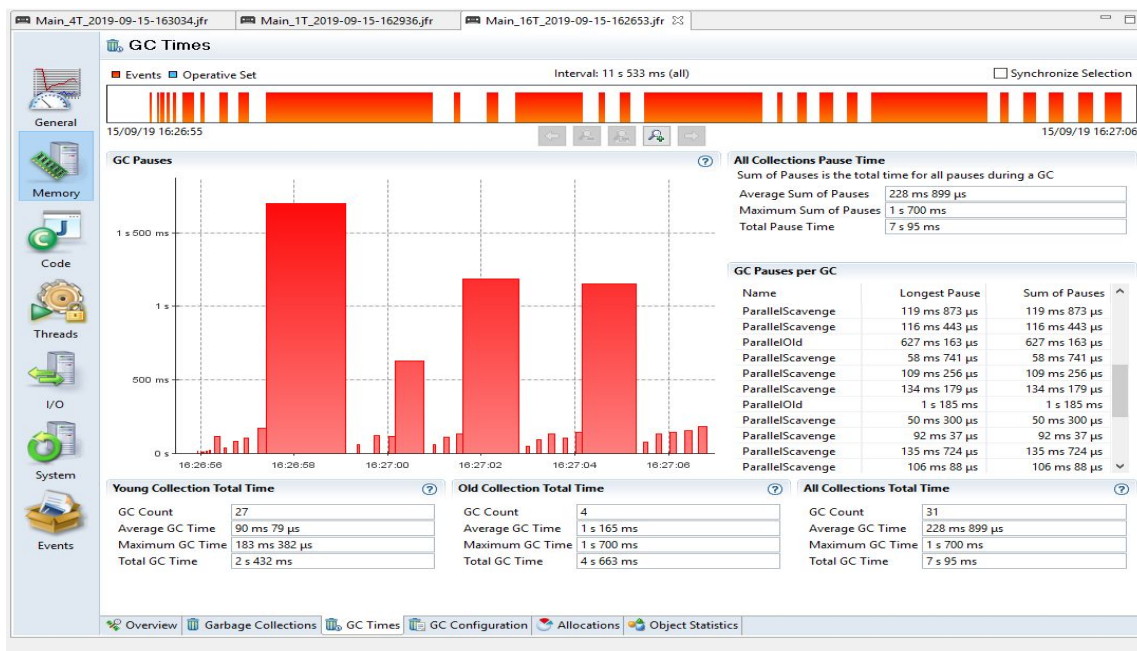 Main_4T_2019-09-15-163034.jfr Main_1T_2019-09-15-162936.jfr Main_16T_2019-09-15-162653.jfr
GC Times
Events Operative Set Interval: 11 s 533 ms (all) Synchronize Selection
15/09/19 16:26:55 15/09/19 16:27:06
General
Memory
Code
Threads
I/O
System
Events
GC Pauses
1 s 500 ms
1 s
500 ms
0 s
16:26:56 16:26:58 16:27:00 16:27:02 16:27:04 16:27:06
All Collections Pause Time
Sum of Pauses is the total time for all pauses during a GC
Average Sum of Pauses 228 ms 899 µs
Maximum Sum of Pauses 1 s 700 ms
Total Pause Time 7 s 95 ms
GC Pauses per GC
Name Longest Pause Sum of Pauses
ParallelScavenge 119 ms 873 µs 119 ms 873 µs
ParallelScavenge 116 ms 443 µs 116 ms 443 µs
ParallelOld 627 ms 163 µs 627 ms 163 µs
ParallelScavenge 58 ms 741 µs 58 ms 741 µs
ParallelScavenge 109 ms 256 µs 109 ms 256 µs
ParallelScavenge 134 ms 179 µs 134 ms 179 µs
ParallelOld 1 s 185 ms 1 s 185 ms
ParallelScavenge 50 ms 300 µs 50 ms 300 µs
ParallelScavenge 92 ms 37 µs 92 ms 37 µs
ParallelScavenge 135 ms 724 µs 135 ms 724 µs
ParallelScavenge 106 ms 88 µs 106 ms 88 µs
Young Collection Total Time
GC Count 27
Average GC Time 90 ms 79 µs
Maximum GC Time 183 ms 382 µs
Total GC Time 2 s 432 ms
Old Collection Total Time
GC Count 4
Average GC Time 1 s 165 ms
Maximum GC Time 1 s 700 ms
Total GC Time 4 s 663 ms
All Collections Total Time
GC Count 31
Average GC Time 228 ms 899 µs
Maximum GC Time 1 s 700 ms
Total GC Time 7 s 95 ms
Overview Garbage Collections GC Times GC Configuration Allocations Object Statistics